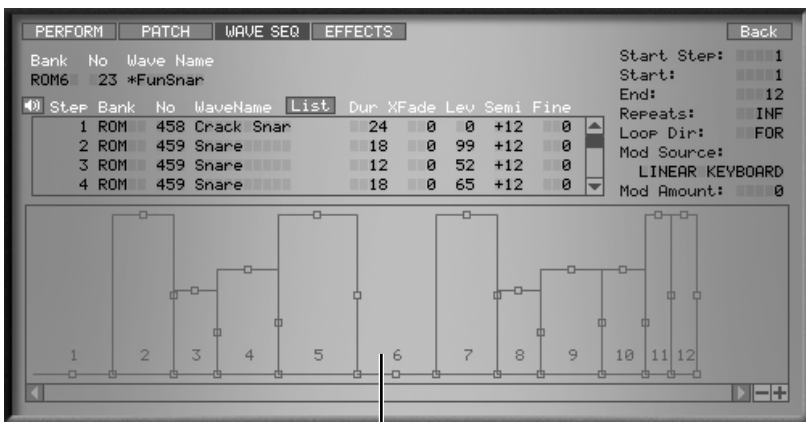 PERFORM PATCH WAVE SEQ EFFECTS Back
Bank No Wave Name
ROM6 23 *FunSnar
Start Step: 1
Start: 1
End: 12
Repeats: INF
Loop Dir: FOR
Mod Source:
LINEAR KEYBOARD
Mod Amount: 0
Step Bank No WaveName List Dur XFade Lev Semi Fine
1 ROM 458 Crack Snar 24 0 0 +12 0
2 ROM 459 Snare 18 0 99 +12 0
3 ROM 459 Snare 12 0 52 +12 0
4 ROM 459 Snare 18 0 65 +12 0
1 2 3 4 5 6 7 8 9 10 11 12